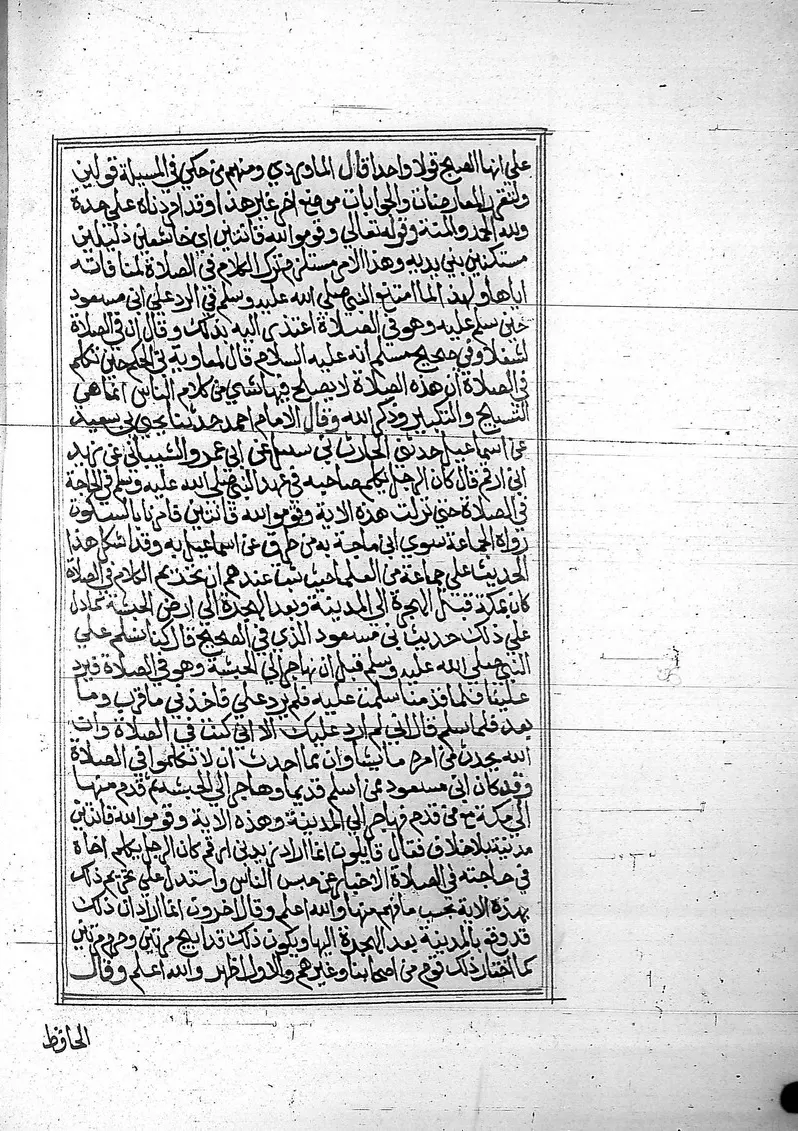 على انها الصبح قولا واحدا قال الماوردي ومنهم من حكى في المسيلة قولين
ولتقرير المعارضات والجوابات موضع اخر غير هذا وقد افردناه على حدة
ولله الحمد والمنة وقوله تعالى وقوموا لله قانتين اي خاشعين ذليلين
مستكنين بين يديه وهذا الامر مستلزم ترك الكلام في الصلاة لمنافاته
اياها ولهذا لما امتنع النبي صلى الله عليه وسلم في الرد على ابن مسعود
حين سلم عليه وهو في الصلاة اعتذر اليه بذلك وقال ان في الصلاة
لشغلا وفي صحيح مسلم انه عليه السلام قال لمعاوية بن الحكم حين تكلم
في الصلاة ان هذه الصلاة لا يصلح فيها شي من كلام الناس انما هي
التسبيح والتكبير وذكر الله وقال الامام احمد حدثنا يحيى بن سعيد
عن اسماعيل حدثني الحارث بن شبيل عن ابي عمرو الشيباني عن زيد
ابن ارقم قال كان الرجل يكلم صاحبه في عهد النبي صلى الله عليه وسلم في الحاجة
في الصلاة حتى نزلت هذه الاية وقوموا لله قانتين فامرنا بالسكون
رواه الجماعة سوى ابن ماجة به من طرق عن اسماعيل به وقد اشكل هذا
الحديث على جماعة من العلما حيث ثبت عندهم ان تحريم الكلام في الصلاة
كان بمكة قبل الهجرة الى المدينة وبعد الهجرة الى ارض الحبشة كما دل
على ذلك حديث بن مسعود الذي في الصحيح قال كنا نسلم على
النبي صلى الله عليه وسلم قبل ان نهاجر الى الحبشة وهو في الصلاة فيرد
علينا فلما قدمنا سلمت عليه فلم يرد علي فاخذني ما قرب وما
بعد فلما سلم قال اني لم ارد عليك الا اني كنت في الصلاة وان
الله يحدث من امره ما يشا وان مما احدث ان لا تكلموا في الصلاة
وقد كان ابن مسعود ممن اسلم قديما وهاجر الى الحبشة ثم قدم منها
الى مكة مع من قدم فهاجر الى المدينة وهذه الاية وقوموا لله قانتين
مدنية بلا خلاف فقال قايلون انما اراد زيد بن ارقم كان الرجل يكلم اخاه
في حاجته في الصلاة الاخبار عن جنس الناس واستدل على تحريم ذلك
بهذه الاية بحسب ما فهمه منها والله اعلم وقال اخرون انما اراد ان ذلك
قد وقع بالمدينة بعد الهجرة اليها ويكون ذلك قد ابيح مرتين وحرم مرتين
كما اختار ذلك قوم من اصحابنا وغيرهم والاول اظهر والله اعلم وقال
الحافظ